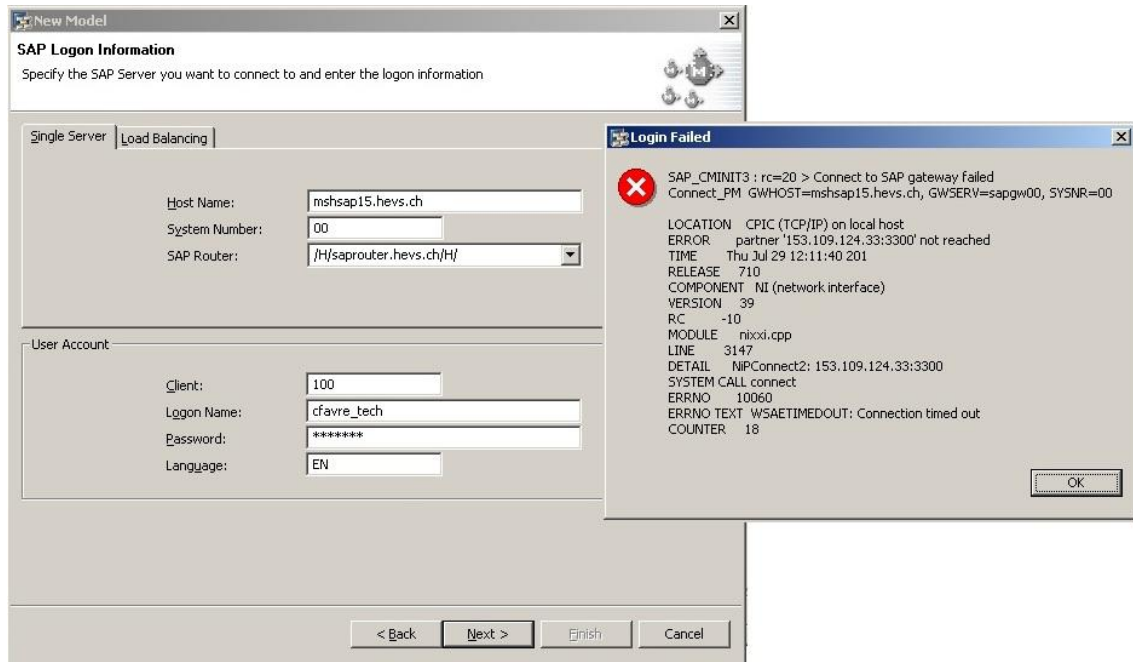 New Model
SAP Logon Information
Specify the SAP Server you want to connect to and enter the logon information
Single Server
Load Balancing
Host Name: mshsap15.hevs.ch
System Number: 00
SAP Router: /H/saprouter.hevs.ch/H/
User Account
Client: 100
Logon Name: cfavre_tech
Password: *******
Language: EN
< Back
Next >
Finish
Cancel
Login Failed
SAP_CMINIT3 : rc=20 > Connect to SAP gateway failed
Connect_PM GWHOST=mshsap15.hevs.ch, GWSERV=sapgw00, SYSNR=00
LOCATION CPIC (TCP/IP) on local host
ERROR partner '153.109.124.33:3300' not reached
TIME Thu Jul 29 12:11:40 201
RELEASE 710
COMPONENT NI (network interface)
VERSION 39
RC -10
MODULE nixxi.cpp
LINE 3147
DETAIL NiPConnect2: 153.109.124.33:3300
SYSTEM CALL connect
ERRNO 10060
ERRNO TEXT WSAETIMEDOUT: Connection timed out
COUNTER 18
OK